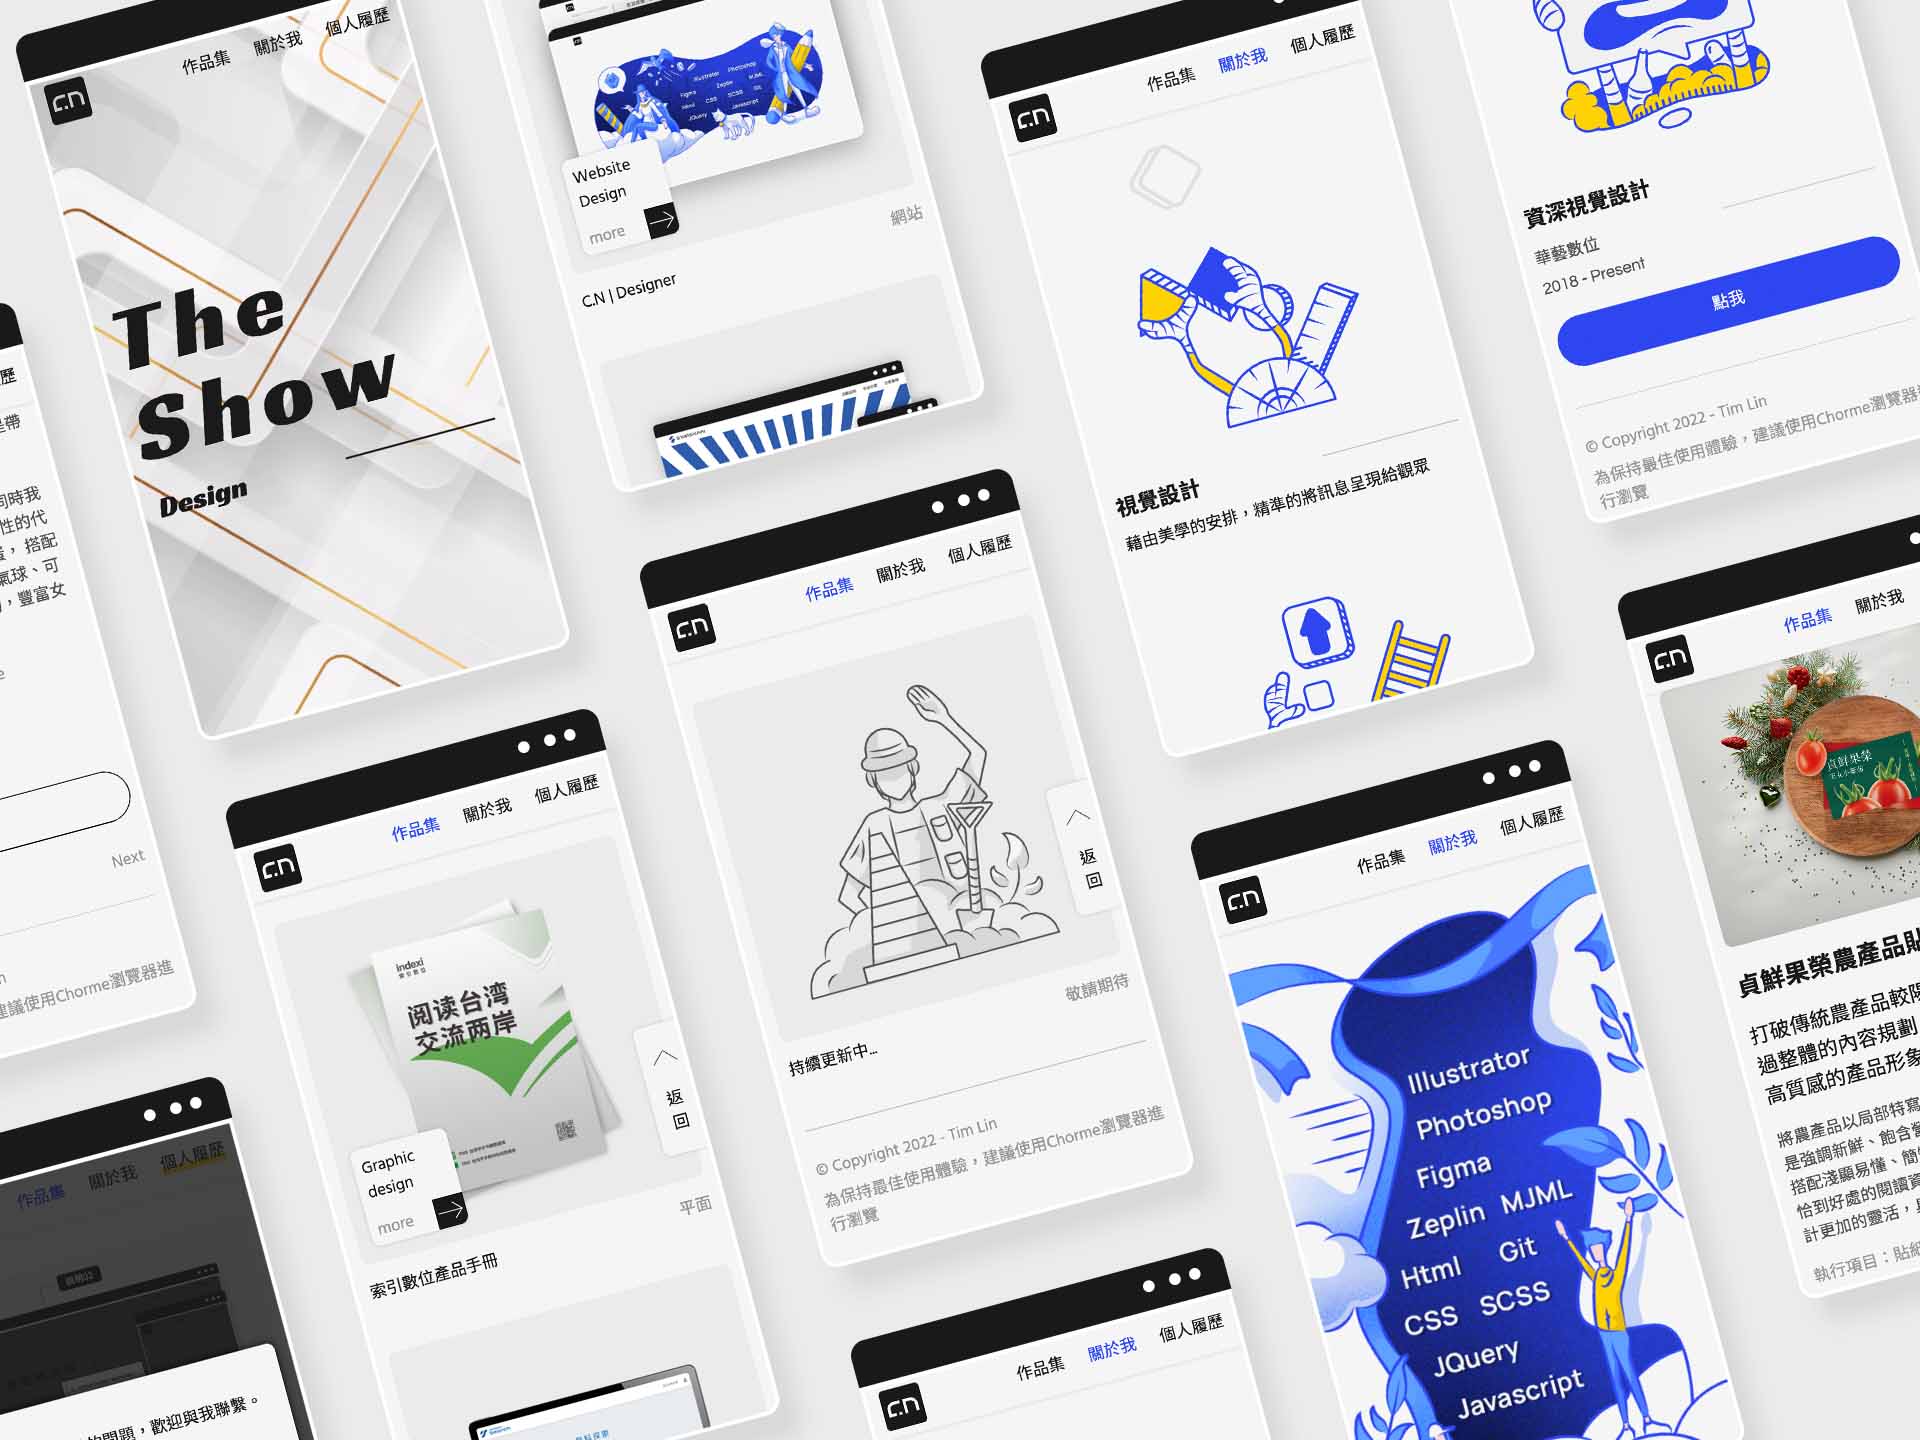 作品集 關於我 個人履歷
C.N
The
Show
Design
Illustrator Photoshop
Figma Zeplin MJML
Html CSS SCSS Git
JQuery Javascript
Website
Design
more
網站
C.N | Designer
作品集 關於我 個人履歷
C.N
視覺設計
藉由美學的安排，精準的將訊息呈現給觀眾
資深視覺設計
華藝數位
2018 - Present
點我
© Copyright 2022 - Tim Lin
為保持最佳使用體驗，建議使用Chorme瀏覽器進
行瀏覽
歷
是帶
同時我
性的代
搭配
氣球、可
，豐富女
Next
建議使用Chorme瀏覽器進
作品集 關於我 個人履歷
的問題，歡迎與我聯繫。
作品集 關於我 個人履歷
C.N
indexi
阅读台湾
交流两岸
Graphic
design
more
返
回
平面
索引數位產品手冊
作品集 關於我 個人履歷
C.N
返
回
敬請期待
持續更新中...
© Copyright 2022 - Tim Lin
為保持最佳使用體驗，建議使用Chorme瀏覽器進
行瀏覽
作品集 關於我 個人履歷
C.N
作品集 關於我 個人履歷
C.N
Illustrator
Photoshop
Figma
Zeplin MJML
Html Git
CSS SCSS
JQuery
Javascript
作品集 關於我
C.N
貞鮮果榮
貞鮮果榮農產品貼
打破傳統農產品較
過整體的內容規劃
高質感的產品形象
將農產品以局部特寫
是強調新鮮、飽含營
搭配淺顯易懂、簡
恰到好處的閱讀資
計更加的靈活，
執行項目：貼紙